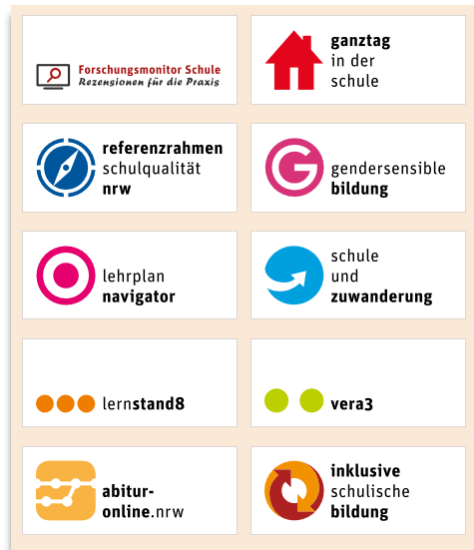 Forschungsmonitor Schule
Rezensionen für die Praxis
ganztag
in der
schule
referenzrahmen
schulqualität
nrw
gendersensible
bildung
lehrplan
navigator
schule
und
zuwanderung
lernstand8
vera3
abitur-
online.nrw
inklusive
schulische
bildung